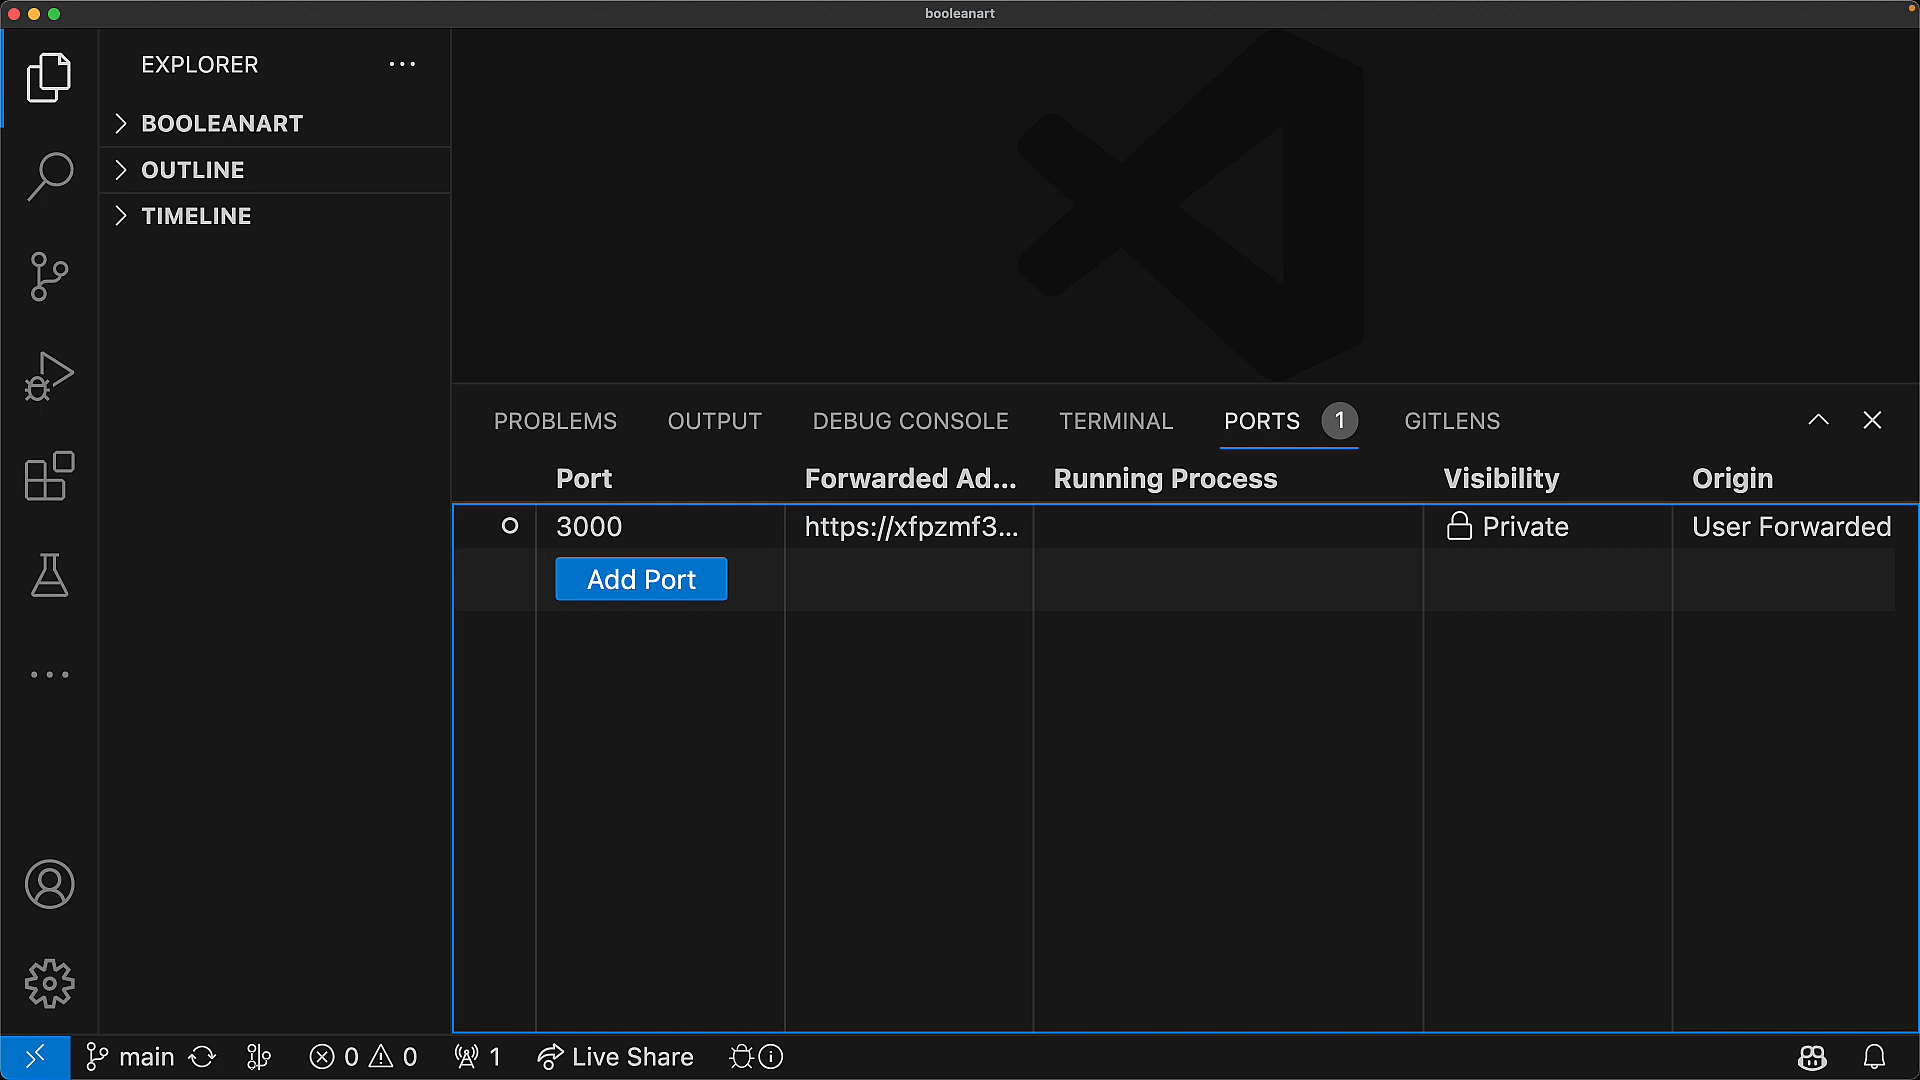 booleanart
EXPLORER
BOOLEANART
OUTLINE
TIMELINE
PROBLEMS OUTPUT DEBUG CONSOLE TERMINAL PORTS 1 GITLENS
Port Forwarded Ad... Running Process Visibility Origin
3000 https://xfpzmf3... Private User Forwarded
Add Port
main 0 0 1 Live Share